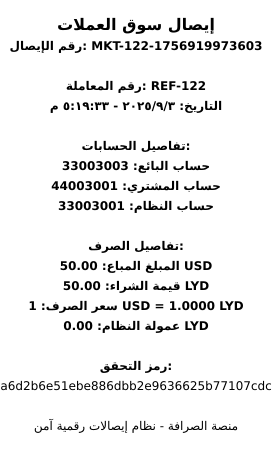 إيصال سوق العملات
رقم الإيصال: MKT-122-1756919973603
رقم المعاملة: REF-122
التاريخ: ٢٠٢٥/٩/٣ - ٥:١٩:٣٣ م
تفاصيل الحسابات:
حساب البائع: 33003003
حساب المشتري: 44003001
حساب النظام: 33003001
تفاصيل الصرف:
المبلغ المباع: 50.00 USD
قيمة الشراء: 50.00 LYD
سعر الصرف: 1 USD = 1.0000 LYD
عمولة النظام: 0.00 LYD
رمز التحقق:
a6d2b6e51ebe886dbb2e9636625b77107cdc
منصة الصرافة - نظام إيصالات رقمية آمن